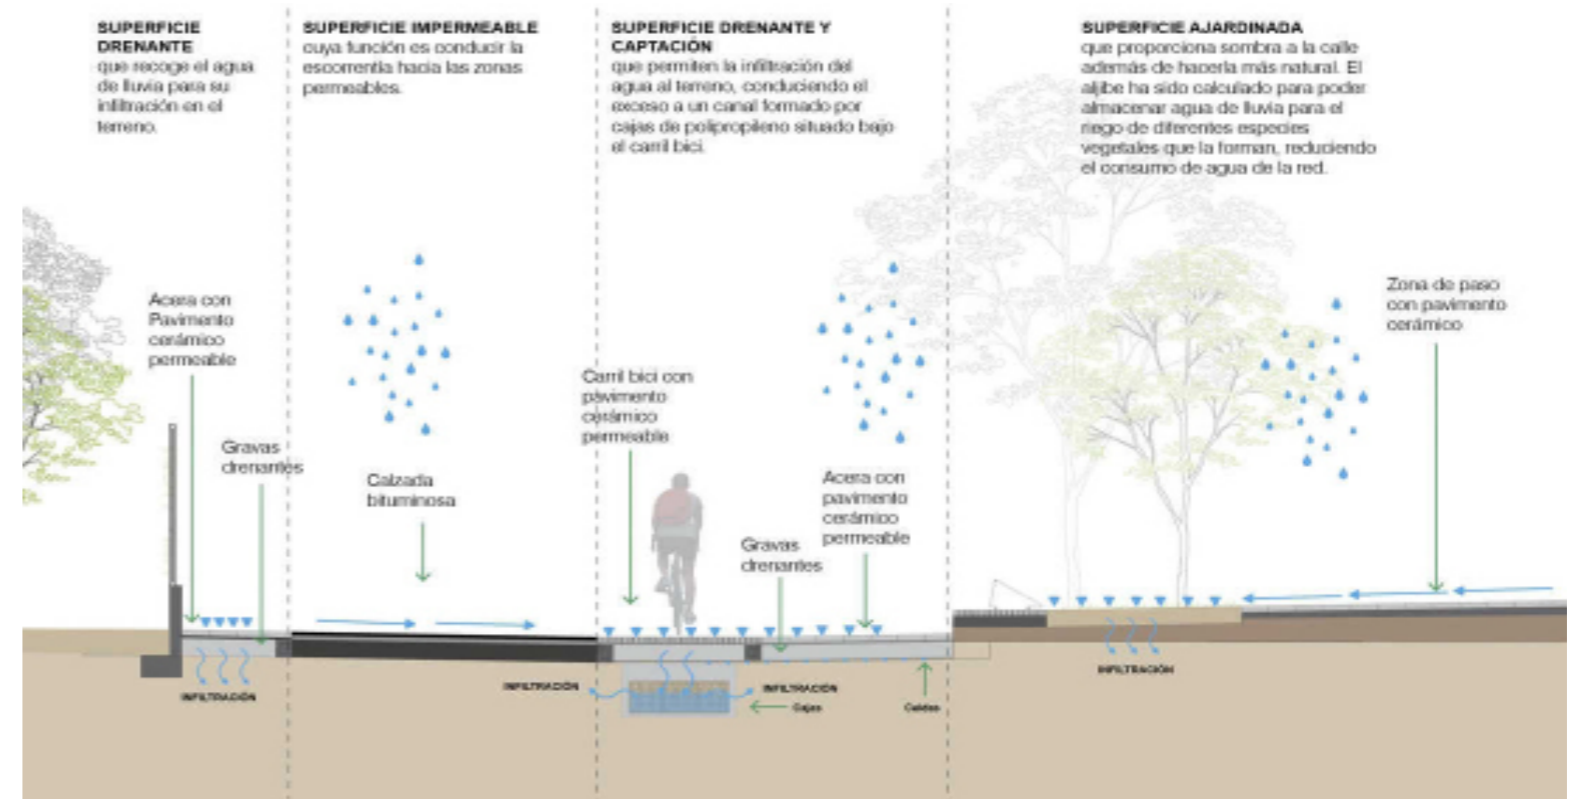 SUPERFICIE
DRENANTE
que recoge el agua
de lluvia para su
infiltración en el
terreno.
SUPERFICIE IMPERMEABLE
cuya función es conducir la
escorrentía hacia las zonas
permeables.
SUPERFICIE DRENANTE Y
CAPTACIÓN
que permiten la infiltración del
agua al terreno, conduciendo el
exceso a un canal formado por
cajas de polipropileno situado bajo
el carril bici.
SUPERFICIE AJARDINADA
que proporciona sombra a la calle
además de hacerla más natural. El
aljibe ha sido calculado para poder
almacenar agua de lluvia para el
riego de diferentes especies
vegetales que la forman, reduciendo
el consumo de agua de la red.
Acera con
Pavimento
cerámico
permeable
Gravas
drenantes
Calzada
bituminosa
Carril bici con
pavimento
cerámico
permeable
Gravas
drenantes
Acera con
pavimento
cerámico
permeable
Zona de paso
con pavimento
cerámico
INFILTRACIÓN
INFILTRACIÓN
INFILTRACIÓN
Cajas
INFILTRACIÓN